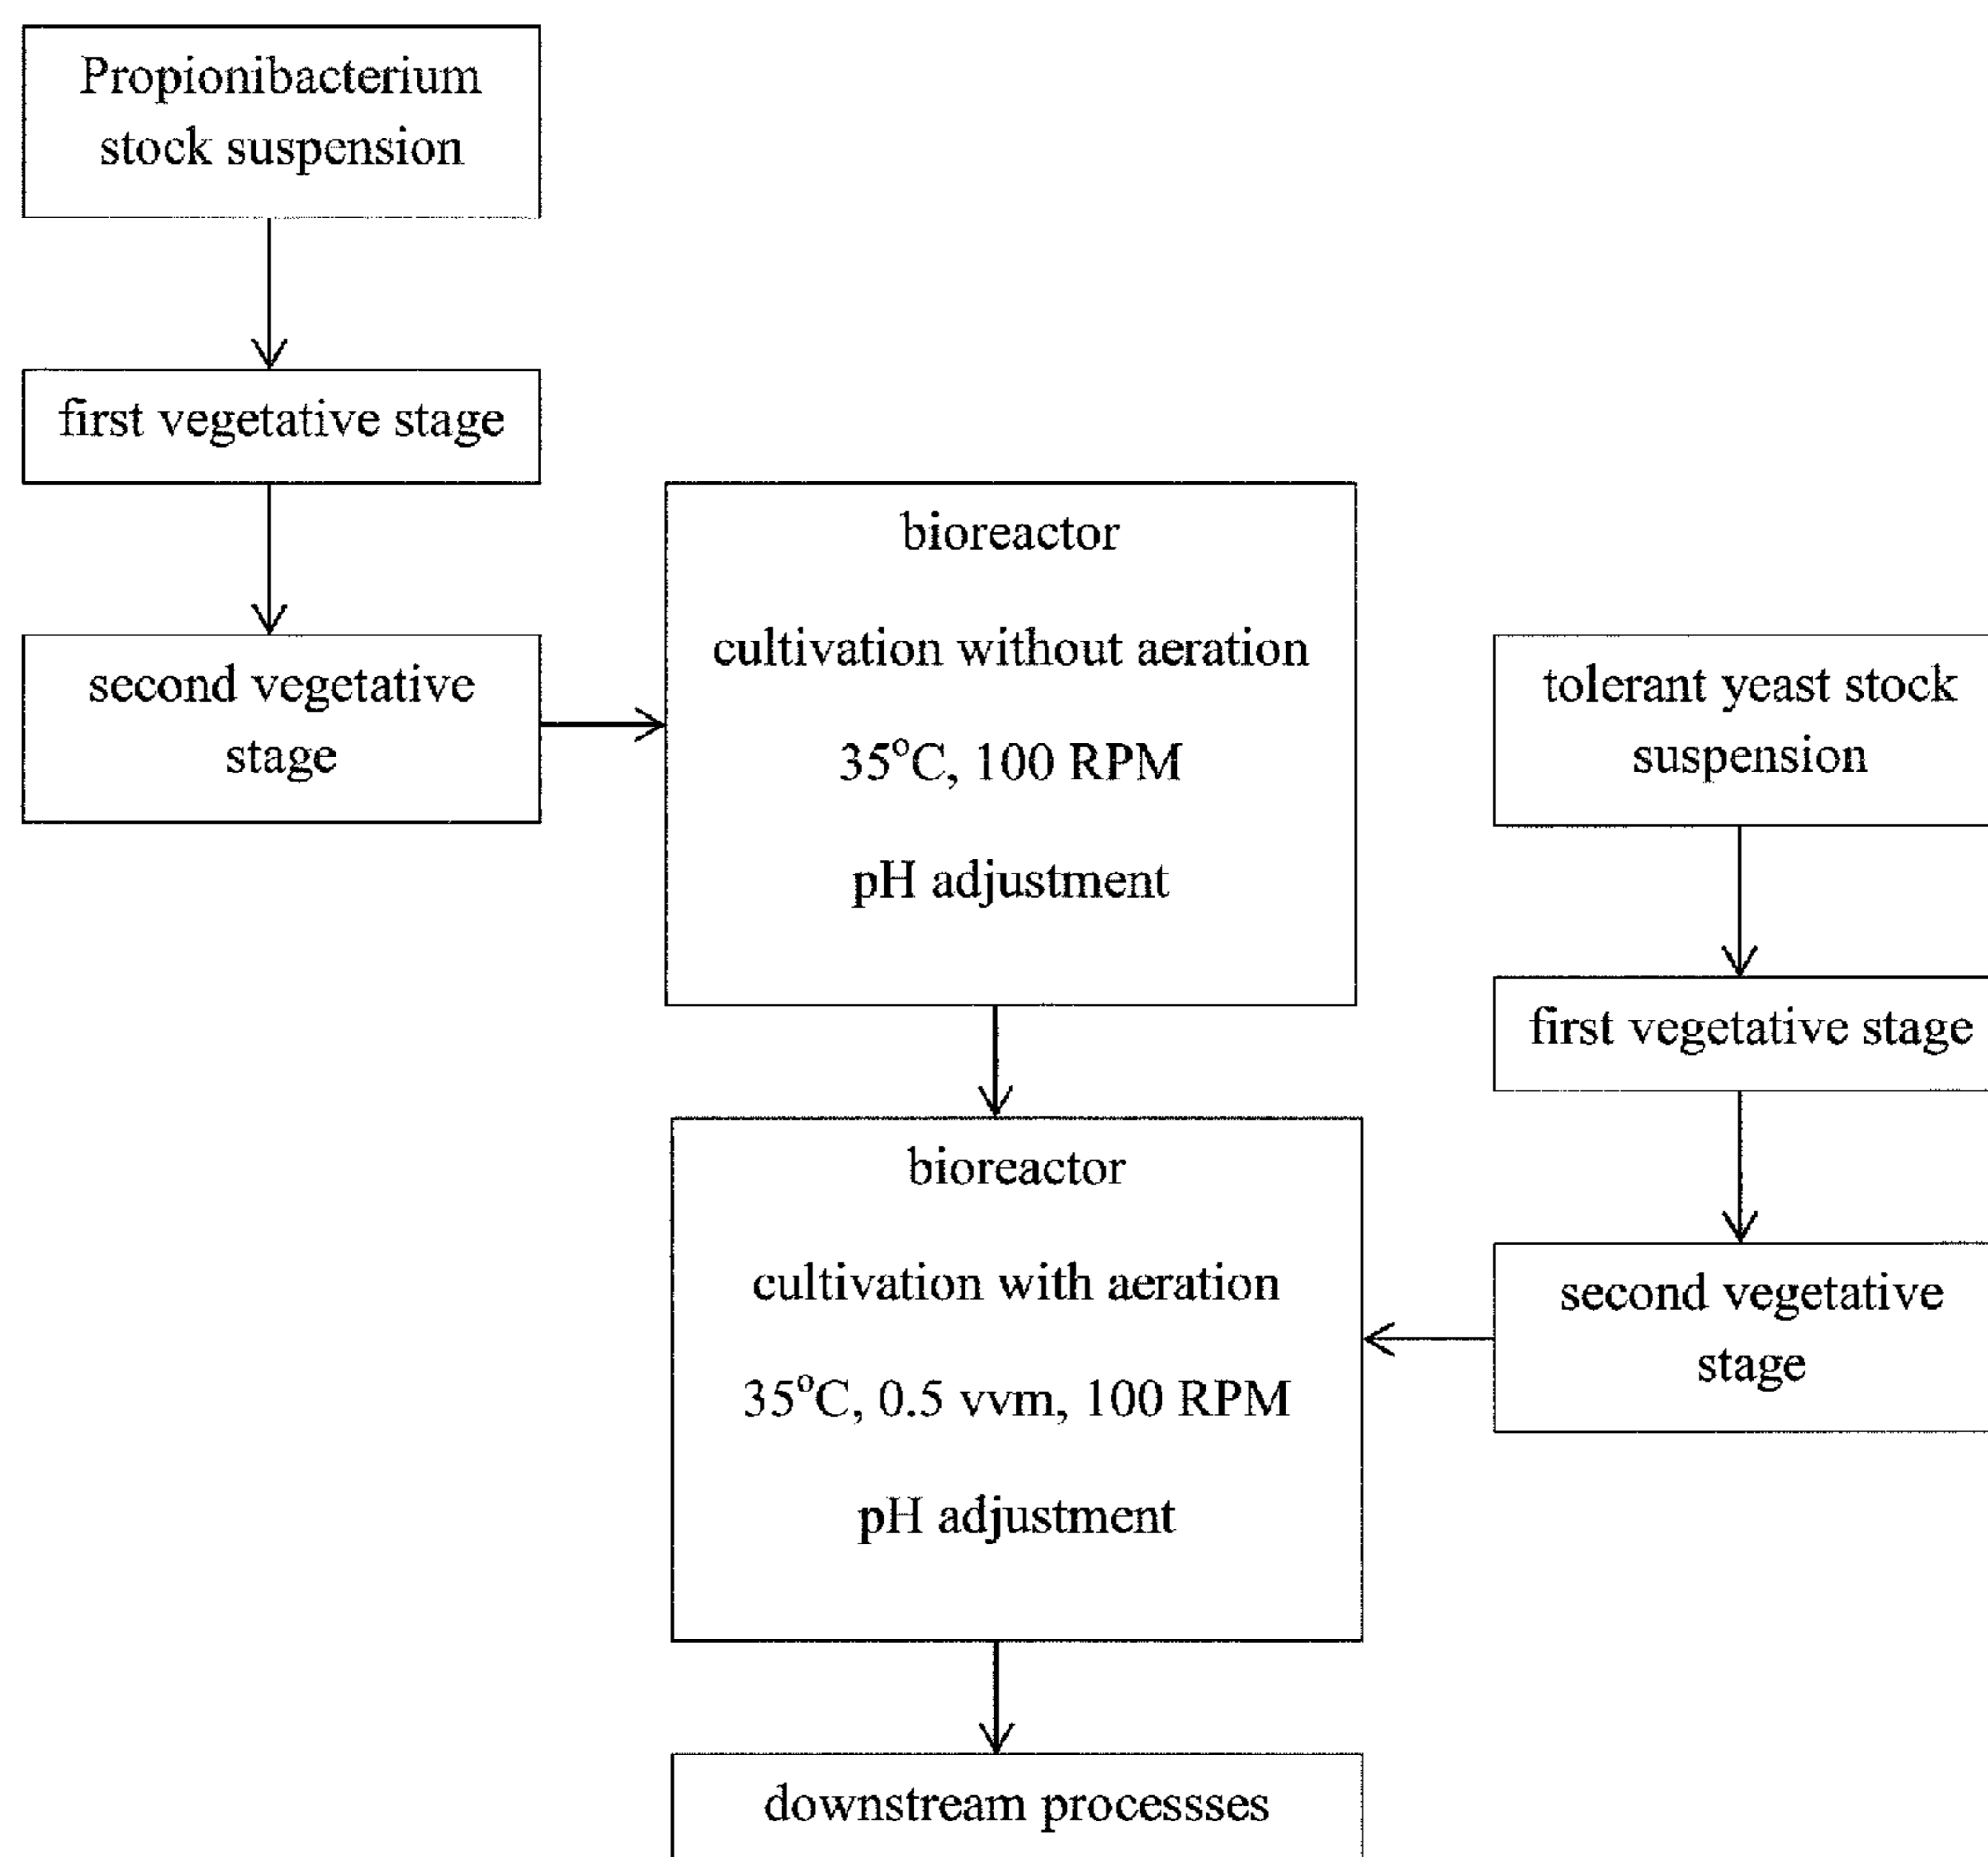 Propionibacterium
stock suspension
first vegetative stage
second vegetative
stage
bioreactor
cultivation without aeration
35°C, 100 RPM
pH adjustment
tolerant yeast stock
suspension
first vegetative stage
second vegetative
stage
bioreactor
cultivation with aeration
35°C, 0.5 vvm, 100 RPM
pH adjustment
downstream processses